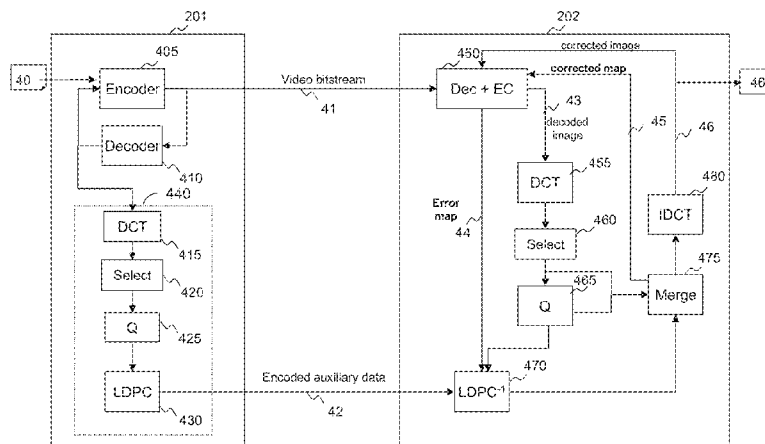 201
202
405
450
corrected image
40
Encoder
Video bitstream
41
Dec + EC
corrected map
46
43
decoded
image
45
46
Decoder
410
455
DCT
480
IDCT
440
Error
map
44
460
Select
DCT
415
475
Select
420
465
Q
Merge
Q
425
LDPC
430
Encoded auxiliary data
42
LDPC-1
470